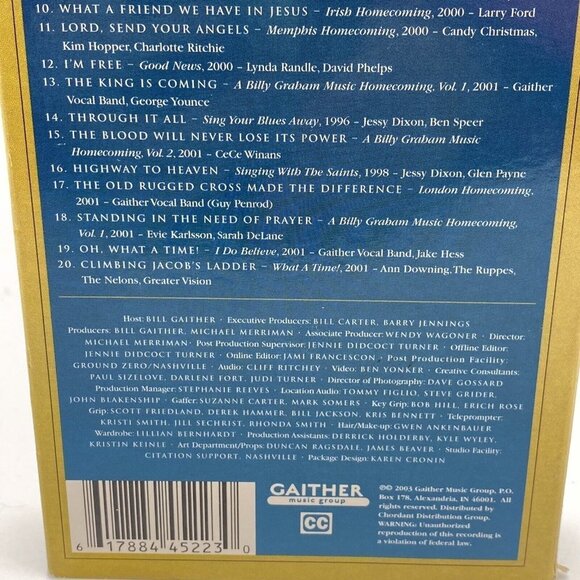 10. WHAT A FRIEND WE HAVE IN JESUS – Irish Homecoming, 2000 – Larry Ford
11. LORD, SEND YOUR ANGELS – Memphis Homecoming, 2000 – Candy Christmas,
Kim Hopper, Charlotte Ritchie
12. I'M FREE – Good News, 2000 – Lynda Randle, David Phelps
13. THE KING IS COMING – A Billy Graham Music Homecoming, Vol. 1, 2001 – Gaither
Vocal Band, George Younce
14. THROUGH IT ALL – Sing Your Blues Away, 1996 – Jessy Dixon, Ben Speer
15. THE BLOOD WILL NEVER LOSE ITS POWER – A Billy Graham Music
Homecoming, Vol. 2, 2001 – CeCe Winans
16. HIGHWAY TO HEAVEN – Singing With The Saints, 1998 – Jessy Dixon, Glen Payne
17. THE OLD RUGGED CROSS MADE THE DIFFERENCE – London Homecoming,
2001 – Gaither Vocal Band (Guy Penrod)
18. STANDING IN THE NEED OF PRAYER – A Billy Graham Music Homecoming,
Vol. 1, 2001 – Evie Karlsson, Sarah DeLane
19. OH, WHAT A TIME! – I Do Believe, 2001 – Gaither Vocal Band, Jake Hess
20. CLIMBING JACOB'S LADDER – What A Time!, 2001 – Ann Downing, The Ruppes,
The Nelons, Greater Vision
Host: BILL GAITHER · Executive Producers: BILL CARTER, BARRY JENNINGS
Producers: BILL GAITHER, MICHAEL MERRIMAN · Associate Producer: WENDY WAGONER · Director:
MICHAEL MERRIMAN · Post Production Supervisor: JENNIE DIDCOCT TURNER · Offline Editor:
JENNIE DIDCOCT TURNER · Online Editor: JAMI FRANCESCON · Post Production Facility:
GROUND ZERO/NASHVILLE · Audio: CLIFF RITCHEY · Video: BEN YONKER · Creative Consultants:
PAUL SIZELOVE, DARLENE FORT, JUDI TURNER · Director of Photography: DAVE GOSSARD
Production Manager: STEPHANIE REEVES · Location Audio: TOMMY FIGLIO, STEVE GRIDER,
JOHN BLAKENSHIP · Gaffer: SUZANNE CARTER, MARK SOMERS · Key Grip: BOB HILL, ERICH ROSE
Grip: SCOTT FRIEDLAND, DEREK HAMMER, BILL JACKSON, KRIS BENNETT · Teleprompter:
KRISTI SMITH, JILL SECHRIST, RHONDA SMITH · Hair/Make-up: GWEN ANKENBAUER
Wardrobe: LILLIAN BERNHARDT · Production Assistants: DERRICK HOLDERBY, KYLE WYLEY,
KRISTIN KEINLE · Art Department/Props: DUNCAN RAGSDALE, JAMES BEAVER · Studio Facility:
CITATION SUPPORT, NASHVILLE · Package Design: KAREN CRONIN
6 17884 45223 0
GAITHER
music group
CC
℗© 2003 Gaither Music Group, P.O.
Box 178, Alexandria, IN 46001. All
rights reserved. Distributed by
Chordant Distribution Group.
WARNING: Unauthorized
reproduction of this recording is
a violation of federal law.